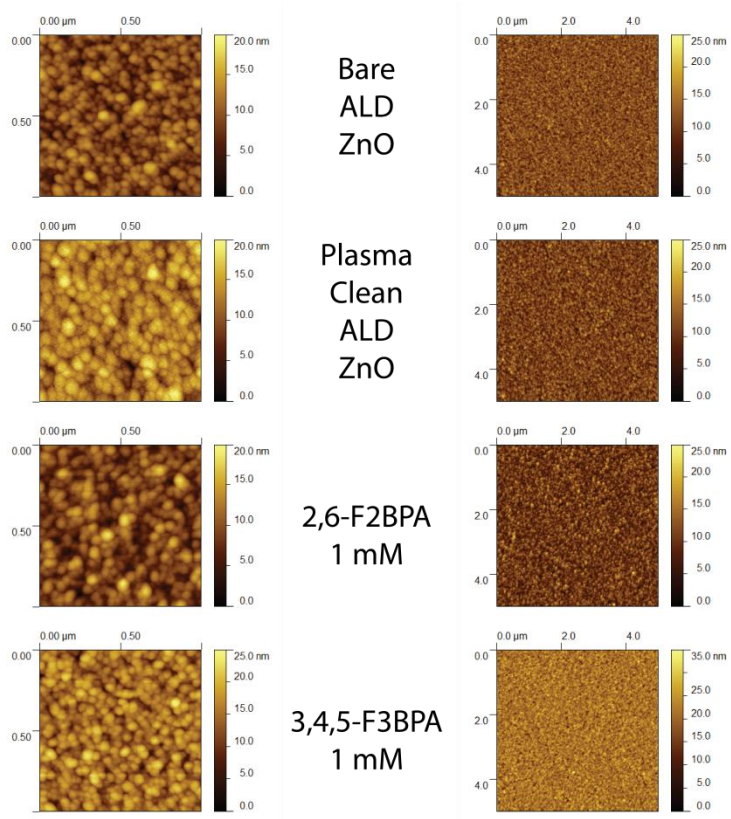 0.00 µm 0.50
0.00
0.50
20.0 nm
15.0
10.0
5.0
0.0
Bare
ALD
ZnO
0.0 µm 2.0 4.0
0.0
2.0
4.0
25.0 nm
20.0
15.0
10.0
5.0
0.0
0.00 µm 0.50
0.00
0.50
20.0 nm
15.0
10.0
5.0
0.0
Plasma
Clean
ALD
ZnO
0.0 µm 2.0 4.0
0.0
2.0
4.0
25.0 nm
20.0
15.0
10.0
5.0
0.0
0.00 µm 0.50
0.00
0.50
20.0 nm
15.0
10.0
5.0
0.0
2,6-F2BPA
1 mM
0.0 µm 2.0 4.0
0.0
2.0
4.0
25.0 nm
20.0
15.0
10.0
5.0
0.0
0.00 µm 0.50
0.00
0.50
25.0 nm
20.0
15.0
10.0
5.0
0.0
3,4,5-F3BPA
1 mM
0.0 µm 2.0 4.0
0.0
2.0
4.0
35.0 nm
25.0
20.0
15.0
10.0
5.0
0.0